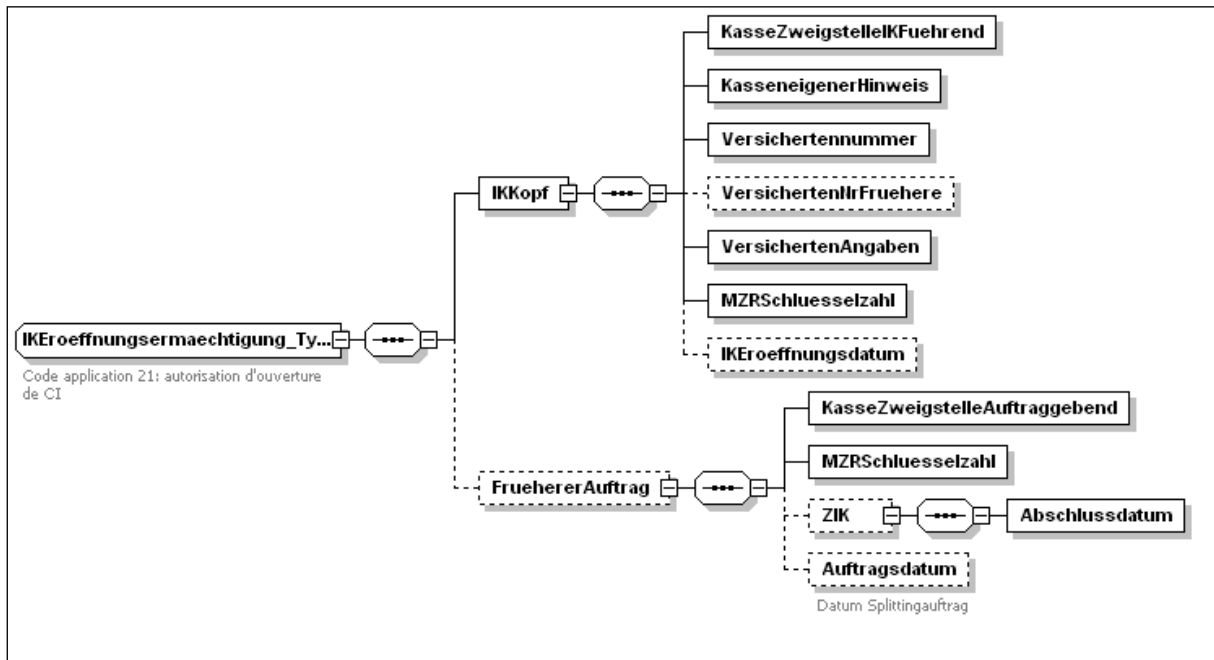 KasseZweigstelleIKFuehrend
KasseneigenerHinweis
Versichertennummer
IKKopf
VersichertenNrFruehere
VersichertenAngaben
MZRSchluesselzahl
IKEroeffnungsermaechtigung_Ty...
IKEroeffnungsdatum
Code application 21: autorisation d'ouverture
de CI
KasseZweigstelleAuftraggebend
MZRSchluesselzahl
FruehererAuftrag
ZIK
Abschlussdatum
Auftragsdatum
Datum Splittingauftrag